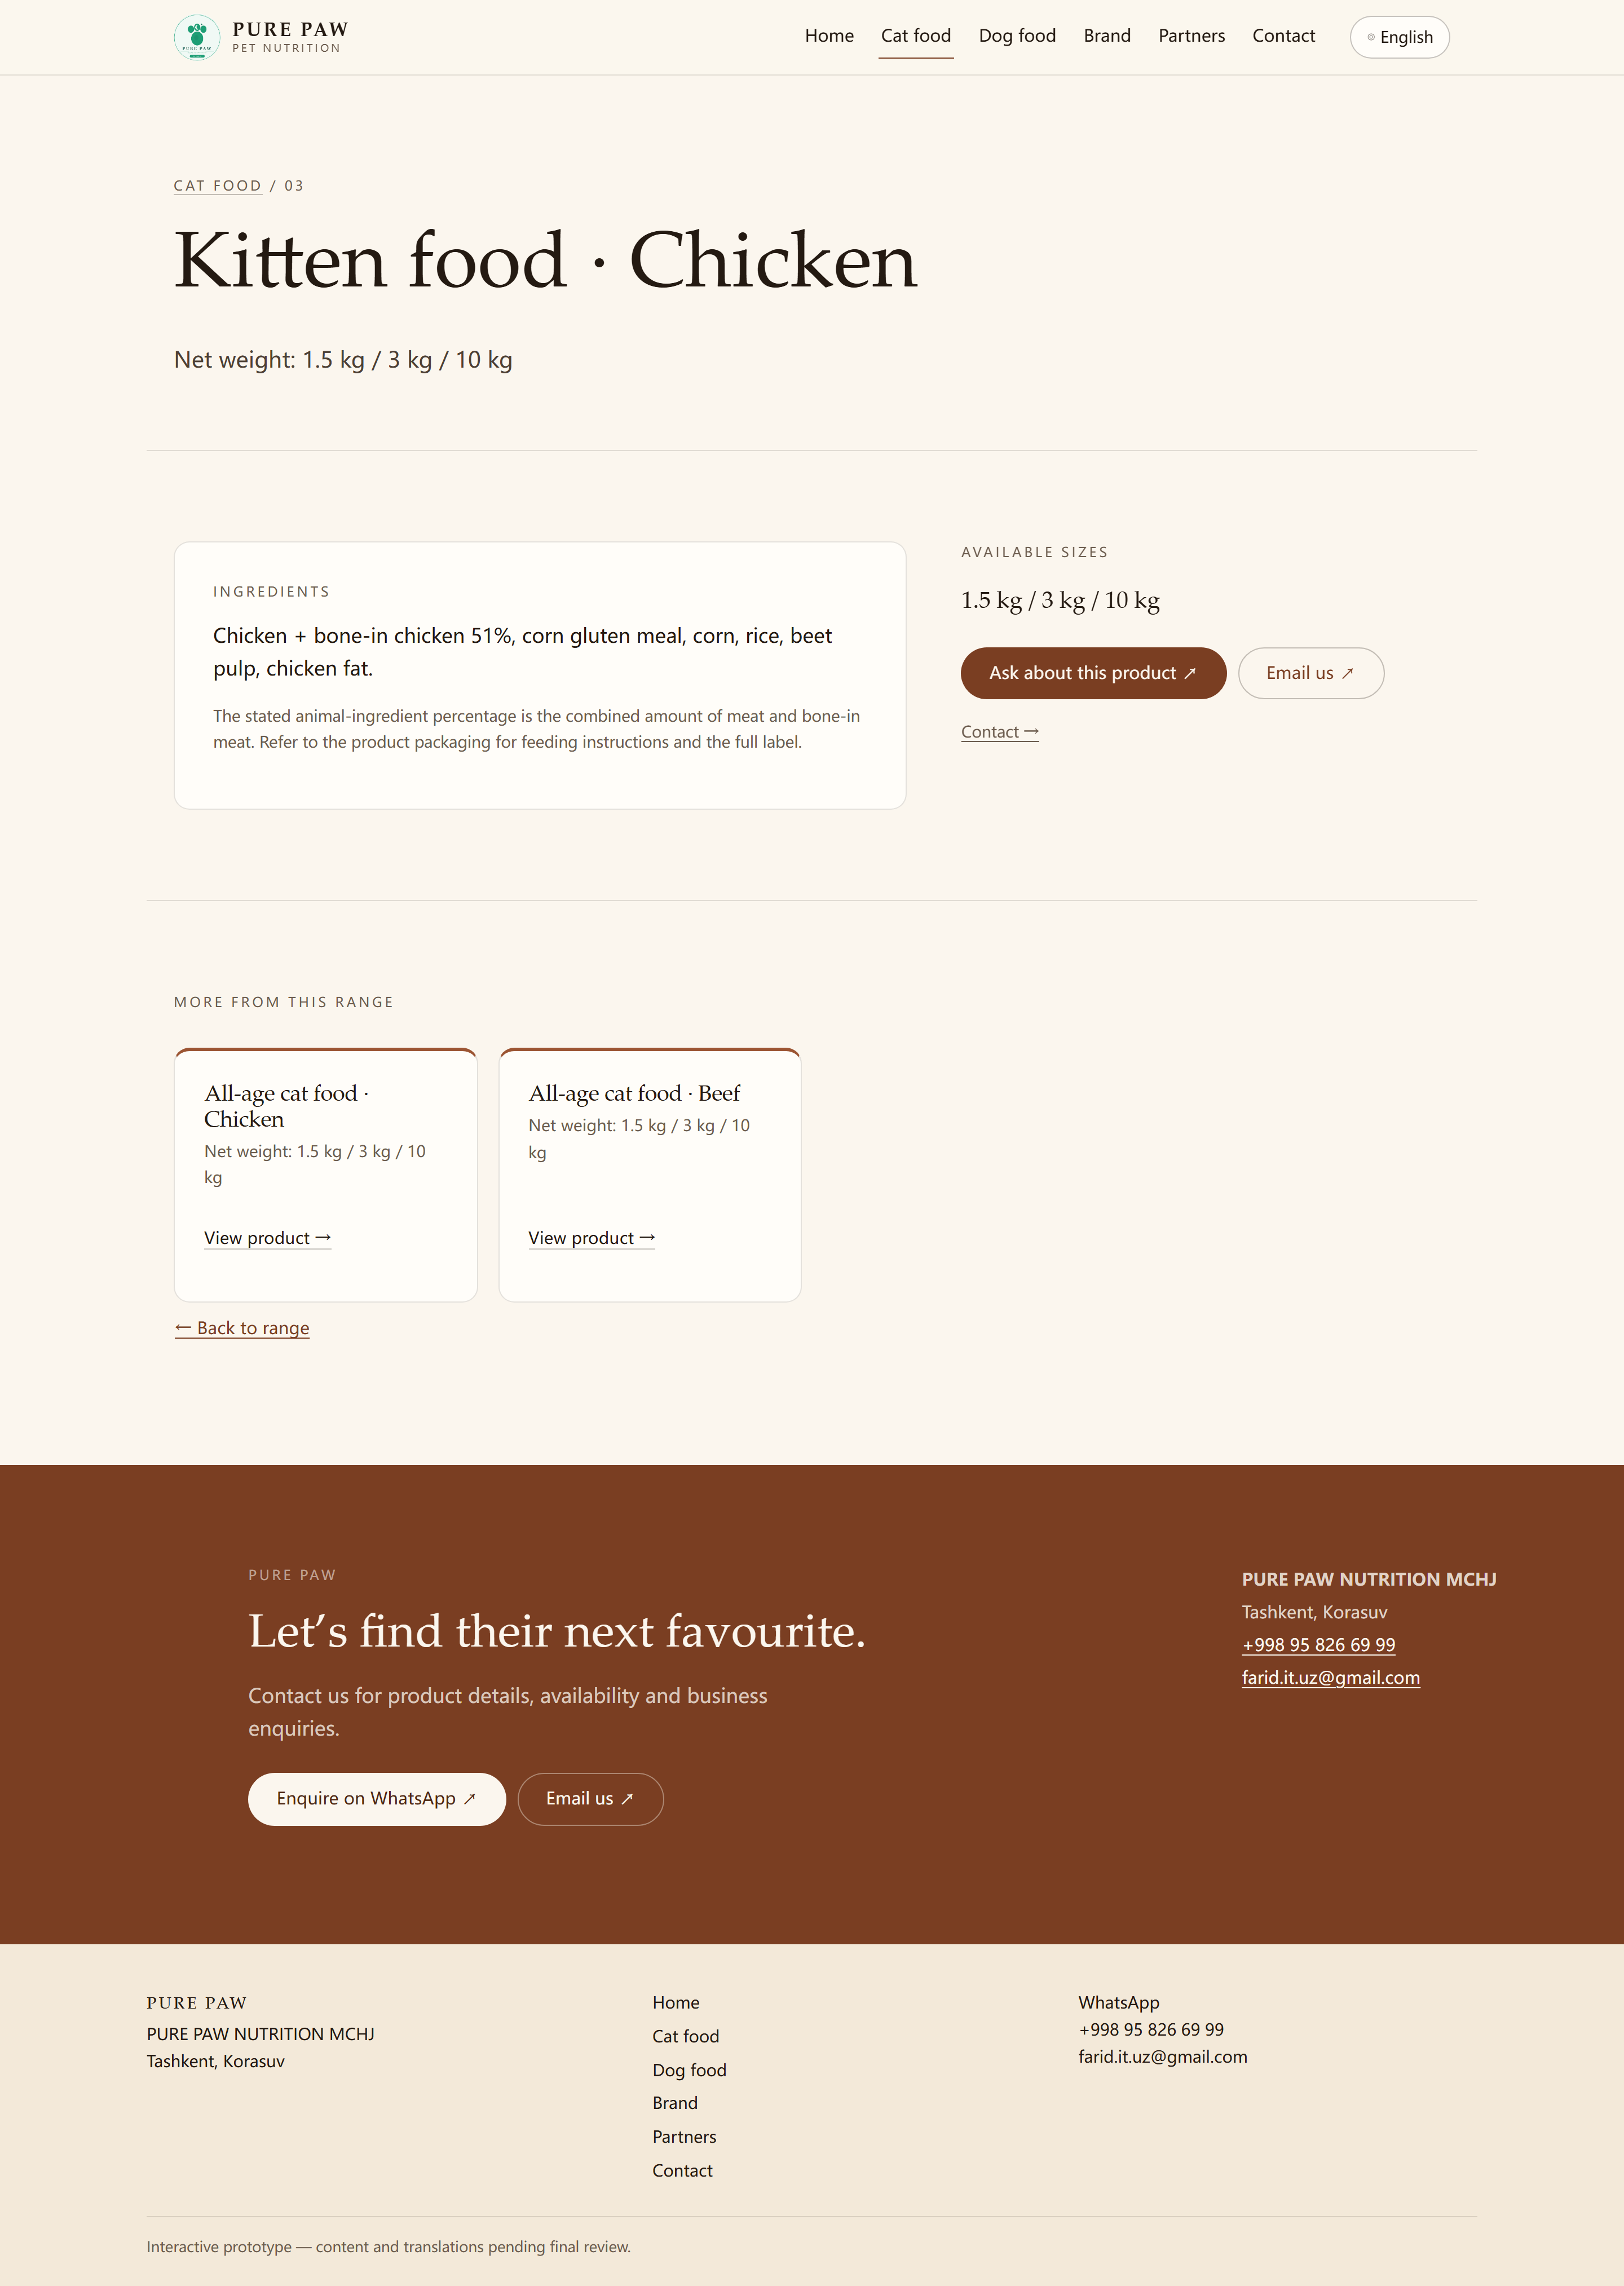 PURE PAW
PURE PAW
PET NUTRITION
Home
Cat food
Dog food
Brand
Partners
Contact
English
CAT FOOD / 03
Kitten food · Chicken
Net weight: 1.5 kg / 3 kg / 10 kg
INGREDIENTS
Chicken + bone-in chicken 51%, corn gluten meal, corn, rice, beet
pulp, chicken fat.
The stated animal-ingredient percentage is the combined amount of meat and bone-in
meat. Refer to the product packaging for feeding instructions and the full label.
AVAILABLE SIZES
1.5 kg / 3 kg / 10 kg
Ask about this product ↗
Email us ↗
Contact →
MORE FROM THIS RANGE
All-age cat food ·
Chicken
Net weight: 1.5 kg / 3 kg / 10
kg
View product →
All-age cat food · Beef
Net weight: 1.5 kg / 3 kg / 10
kg
View product →
← Back to range
PURE PAW
Let’s find their next favourite.
Contact us for product details, availability and business
enquiries.
Enquire on WhatsApp ↗
Email us ↗
PURE PAW NUTRITION MCHJ
Tashkent, Korasuv
+998 95 826 69 99
farid.it.uz@gmail.com
PURE PAW
PURE PAW NUTRITION MCHJ
Tashkent, Korasuv
Home
Cat food
Dog food
Brand
Partners
Contact
WhatsApp
+998 95 826 69 99
farid.it.uz@gmail.com
Interactive prototype — content and translations pending final review.